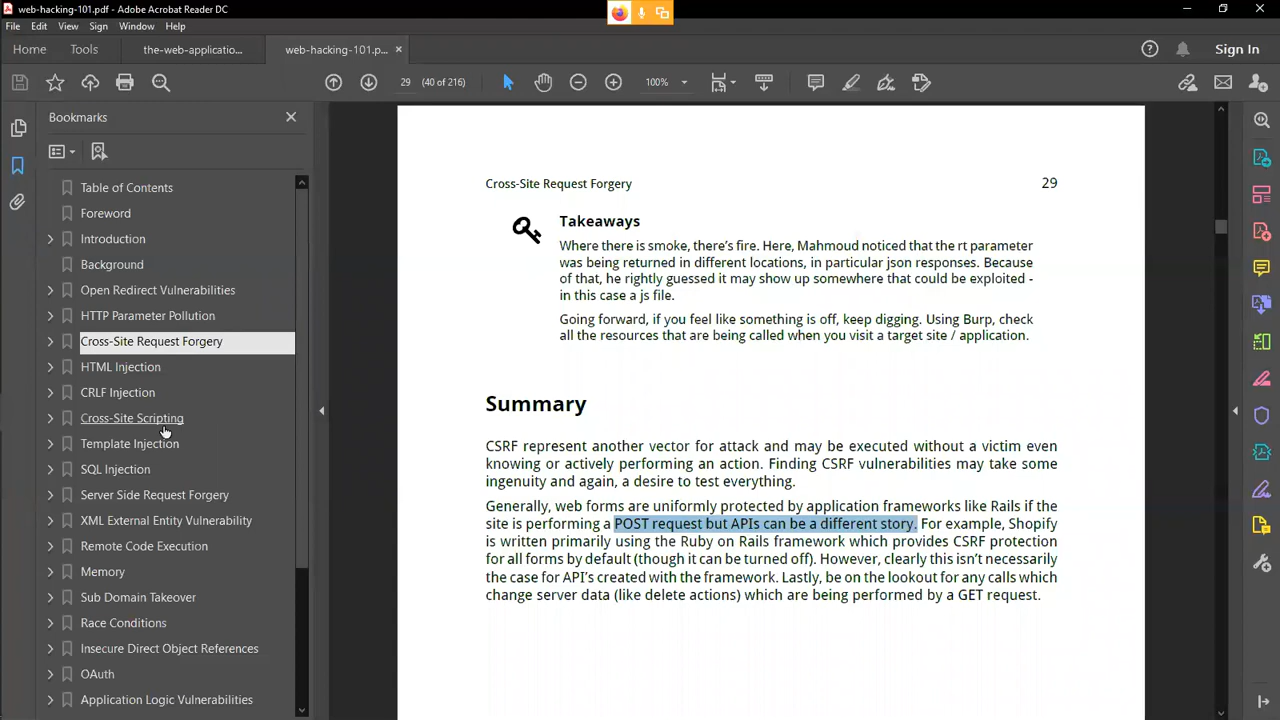 web-hacking-101.pdf - Adobe Acrobat Reader DC
File Edit View Sign Window Help
Home Tools the-web-applicatio... web-hacking-101.p... × Sign In
29 (40 of 216) 100%
Bookmarks
Table of Contents
Foreword
Introduction
Background
Open Redirect Vulnerabilities
HTTP Parameter Pollution
Cross-Site Request Forgery
HTML Injection
CRLF Injection
Cross-Site Scripting
Template Injection
SQL Injection
Server Side Request Forgery
XML External Entity Vulnerability
Remote Code Execution
Memory
Sub Domain Takeover
Race Conditions
Insecure Direct Object References
OAuth
Application Logic Vulnerabilities
Cross-Site Request Forgery 29
Takeaways
Where there is smoke, there's fire. Here, Mahmoud noticed that the rt parameter
was being returned in different locations, in particular json responses. Because
of that, he rightly guessed it may show up somewhere that could be exploited -
in this case a js file.
Going forward, if you feel like something is off, keep digging. Using Burp, check
all the resources that are being called when you visit a target site / application.
Summary
CSRF represent another vector for attack and may be executed without a victim even
knowing or actively performing an action. Finding CSRF vulnerabilities may take some
ingenuity and again, a desire to test everything.
Generally, web forms are uniformly protected by application frameworks like Rails if the
site is performing a POST request but APIs can be a different story. For example, Shopify
is written primarily using the Ruby on Rails framework which provides CSRF protection
for all forms by default (though it can be turned off). However, clearly this isn't necessarily
the case for API's created with the framework. Lastly, be on the lookout for any calls which
change server data (like delete actions) which are being performed by a GET request.